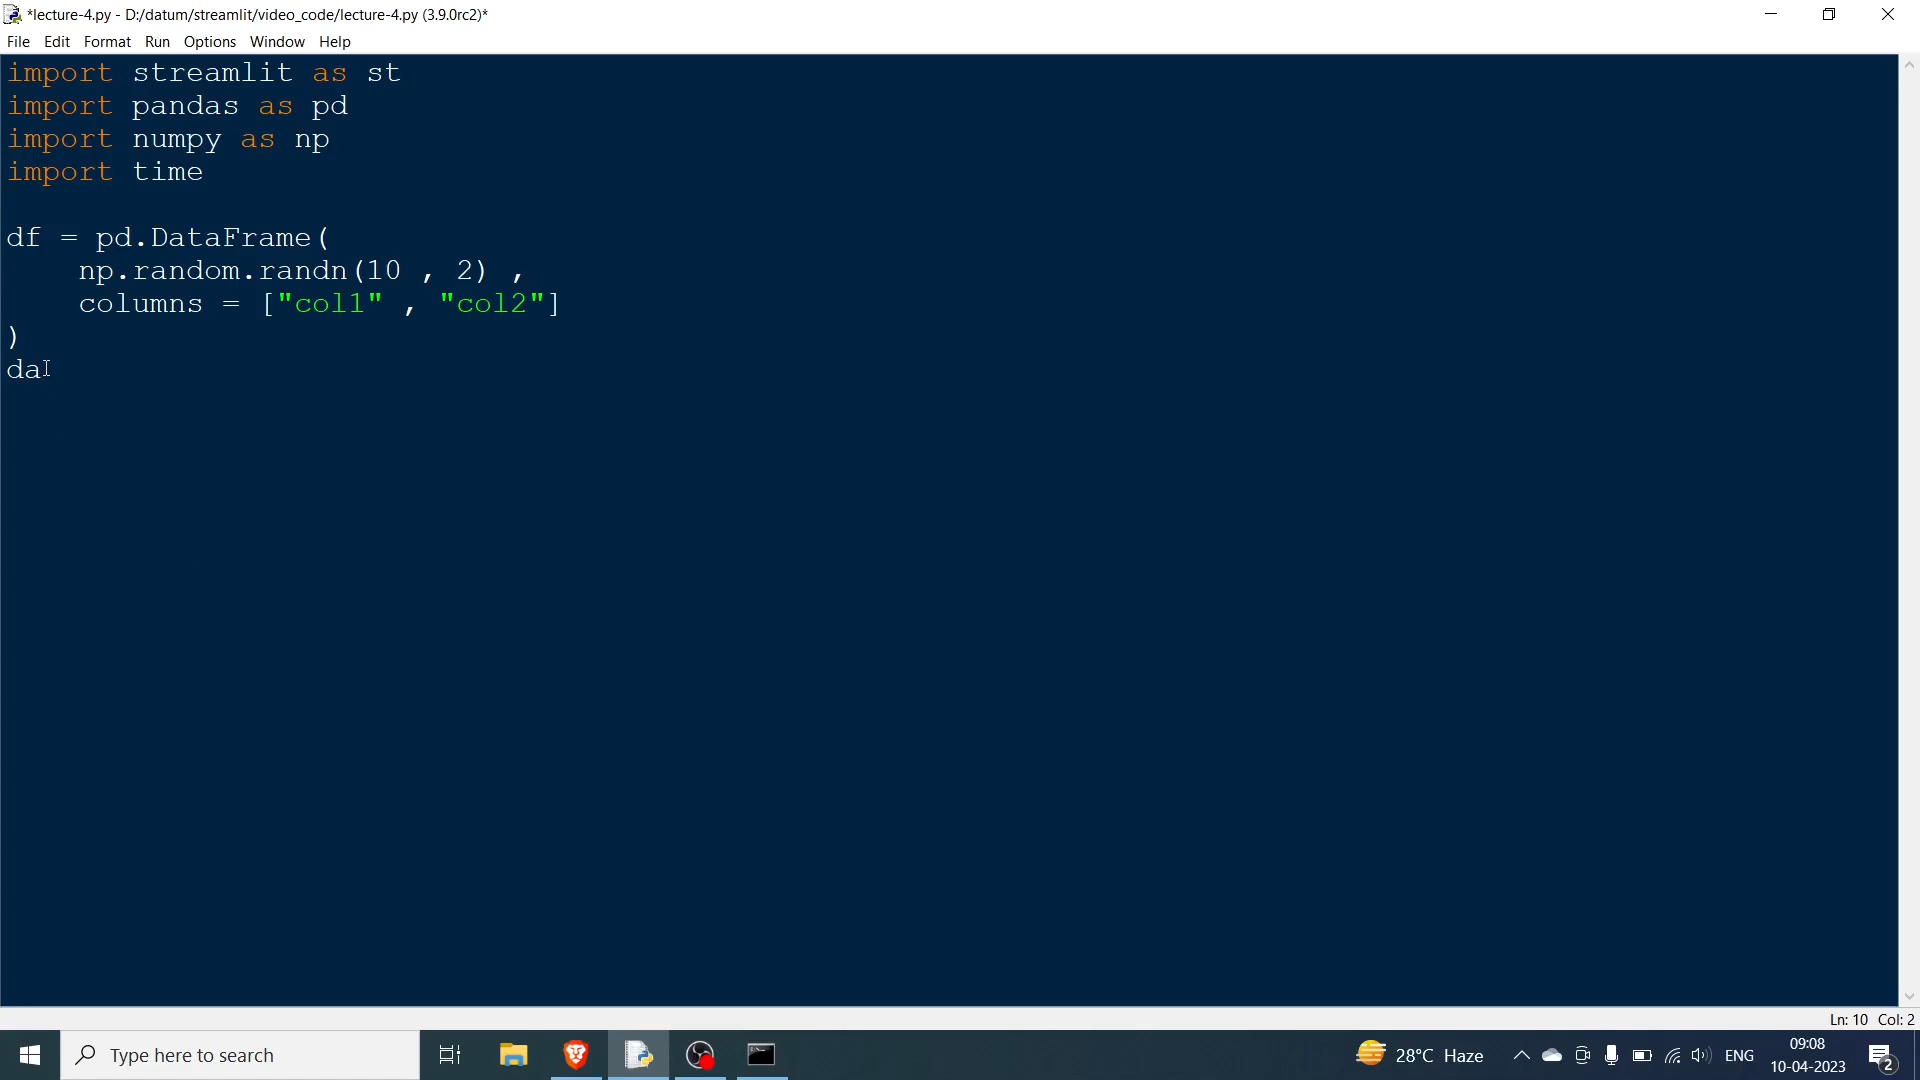 *lecture-4.py - D:/datum/streamlit/video_code/lecture-4.py (3.9.0rc2)*
File Edit Format Run Options Window Help
import streamlit as st
import pandas as pd
import numpy as np
import time
df = pd.DataFrame(
    np.random.randn(10 , 2) ,
    columns = ["col1" , "col2"]
)
da
Ln: 10 Col: 2
Type here to search
28°C Haze
ENG
09:08
10-04-2023
2